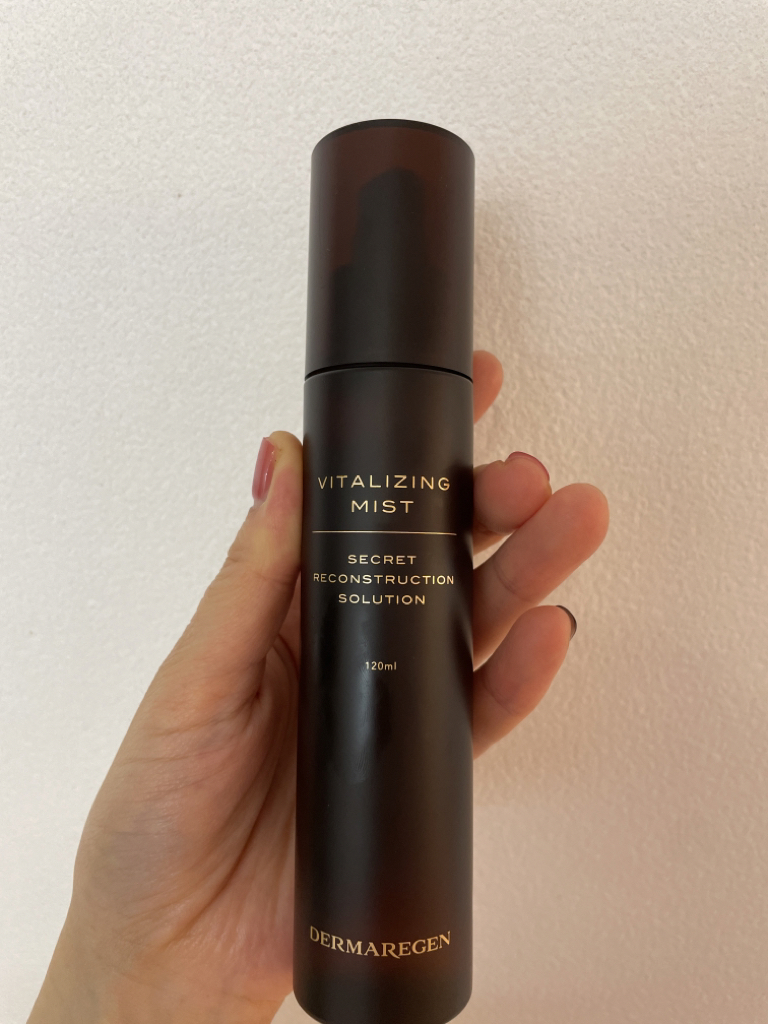 VITALIZING
MIST
SECRET
RECONSTRUCTION
SOLUTION
120ml
DERMAREGEN